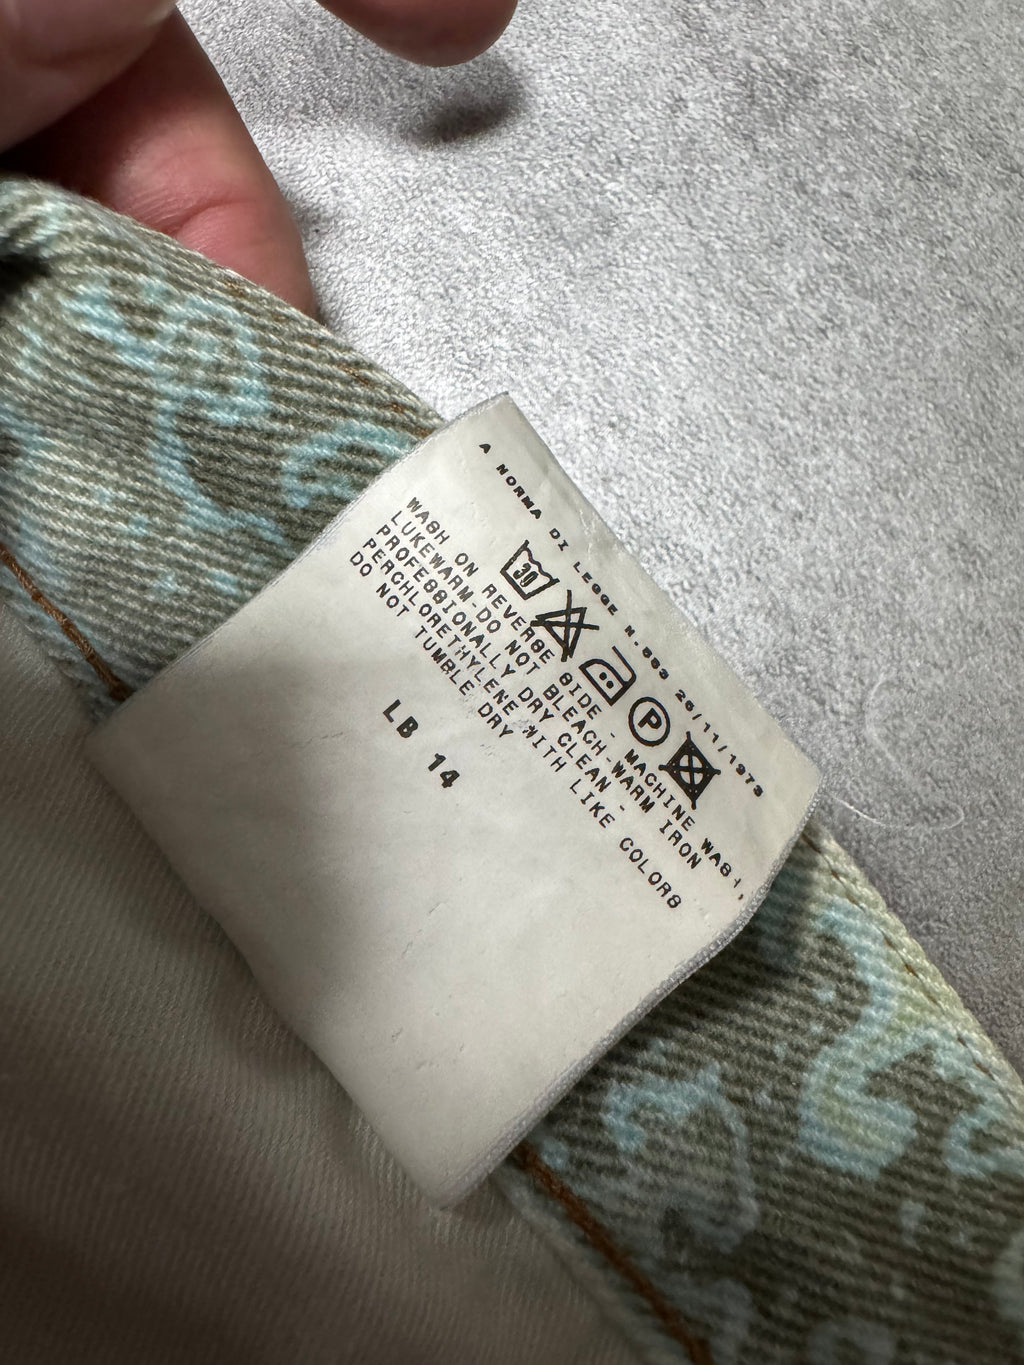 A NORMA DI LEGGE N.883 26/11/1973
30
P
WASH ON REVERSE SIDE - MACHINE WASH,
LUKEWARM-DO NOT BLEACH-WARM IRON
PROFESSIONALLY DRY CLEAN -
PERCHLORETHYLENE WITH LIKE COLORS
DO NOT TUMBLE DRY
LB 14